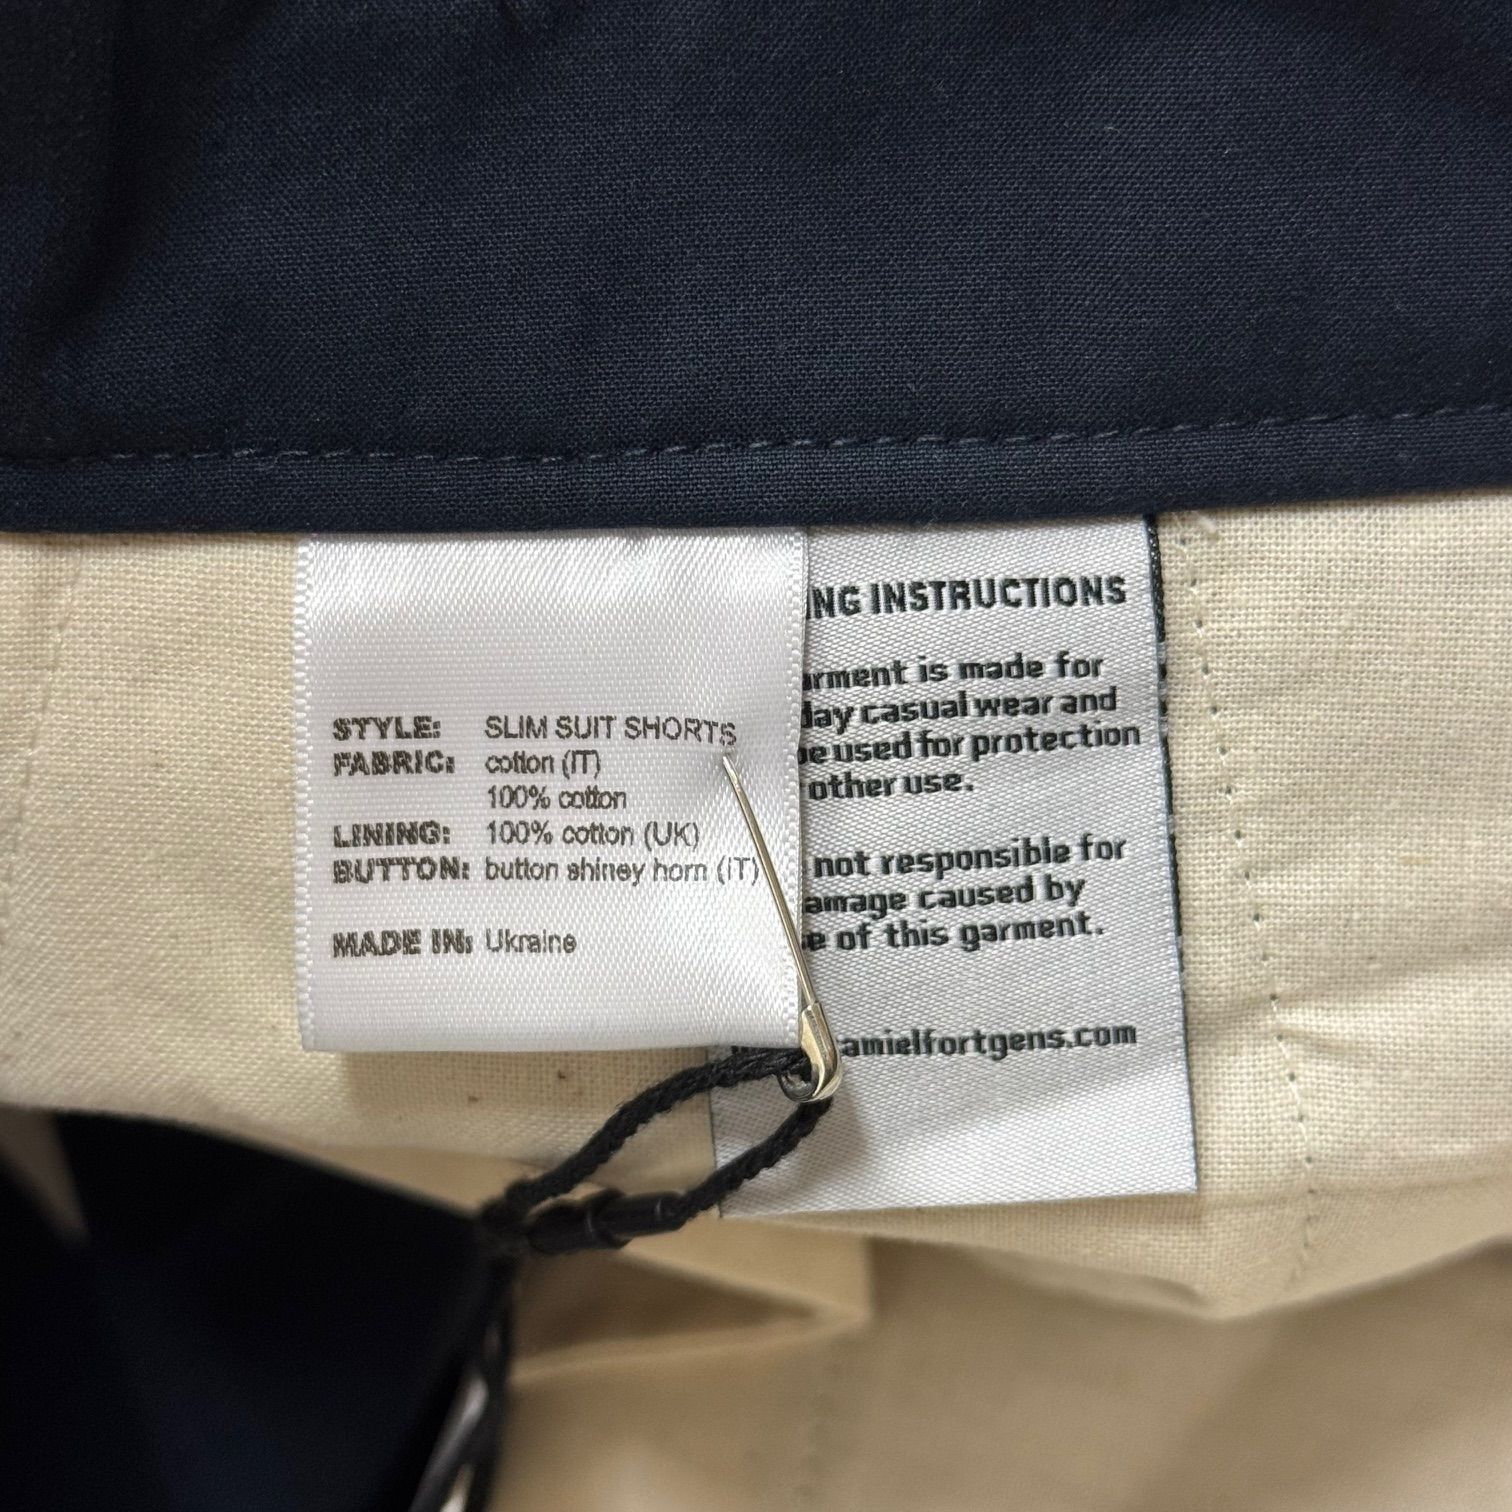 STYLE: SLIM SUIT SHORTS
FABRIC: cotton (IT)
100% cotton
LINING: 100% cotton (UK)
BUTTON: button shiney horn (IT)
MADE IN: Ukraine
NG INSTRUCTIONS
rment is made for
day casual wear and
be used for protection
other use.
not responsible for
amage caused by
e of this garment.
amielfortgens.com